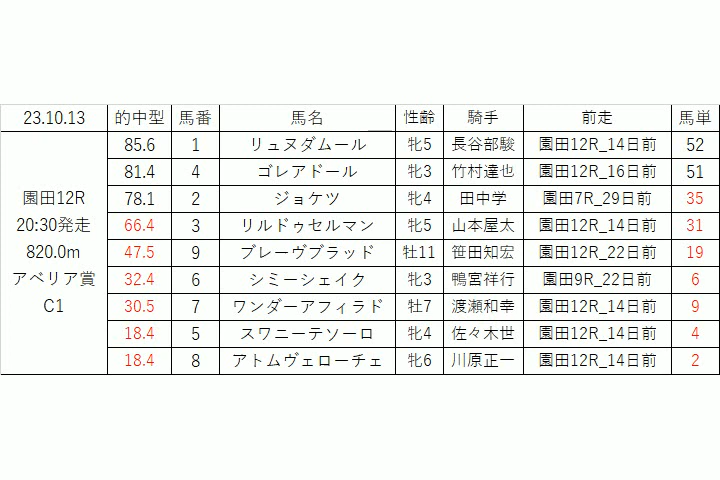 23.10.13 的中型 馬番 馬名 性齢 騎手 前走 馬単
85.6 1 リュヌダムール 牝5 長谷部駿 園田12R_14日前 52
81.4 4 ゴレアドール 牝3 竹村達也 園田12R_16日前 51
園田12R 78.1 2 ジョケツ 牝4 田中学 園田7R_29日前 35
20:30発走 66.4 3 リルドゥセルマン 牝5 山本屋太 園田12R_14日前 31
820.0m 47.5 9 ブレーヴブラッド 牡11 笹田知宏 園田12R_22日前 19
アベリア賞 32.4 6 シミーシェイク 牝3 鴨宮祥行 園田9R_22日前 6
C1 30.5 7 ワンダーアフィラド 牡7 渡瀬和幸 園田12R_14日前 9
18.4 5 スワニーテソーロ 牝4 佐々木世 園田12R_14日前 4
18.4 8 アトムヴェローチェ 牝6 川原正一 園田12R_14日前 2